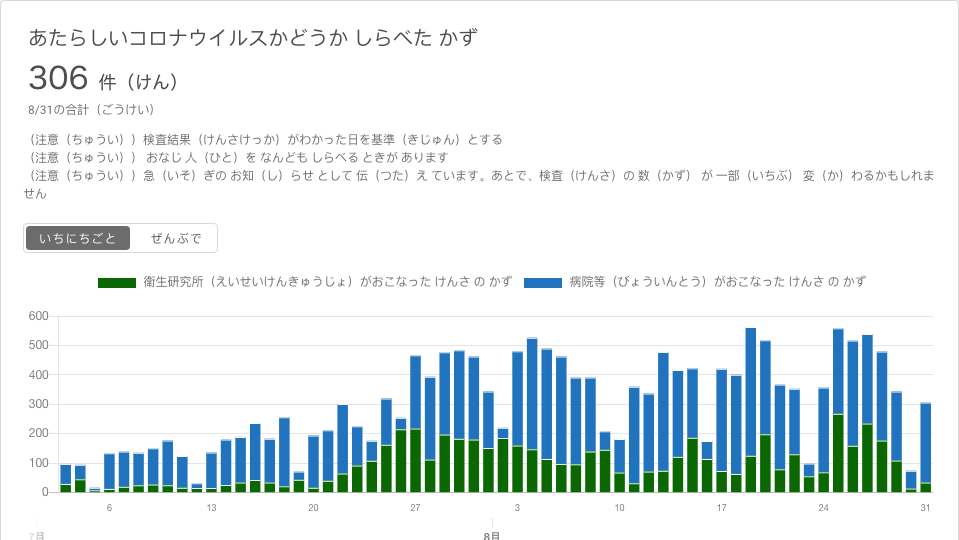 あたらしいコロナウイルスかどうか しらべた かず
306 件（けん）
8/31の合計（ごうけい）
（注意（ちゅうい））検査結果（けんさけっか）がわかった日を基準（きじゅん）とする
（注意（ちゅうい）） おなじ 人（ひと）を なんども しらべる ときが あります
（注意（ちゅうい））急（いそ）ぎの お知（し）らせ として 伝（つた）え ています。あとで、検査（けんさ）の 数（かず） が 一部（いちぶ） 変（か）わるかもしれま
せん
いちにちごと ぜんぶで
衛生研究所（えいせいけんきゅうじょ）がおこなった けんさ の かず 病院等（びょういんとう）がおこなった けんさ の かず
600
500
400
300
200
100
0
6 13 20 27 3 10 17 24 31
7月 8月